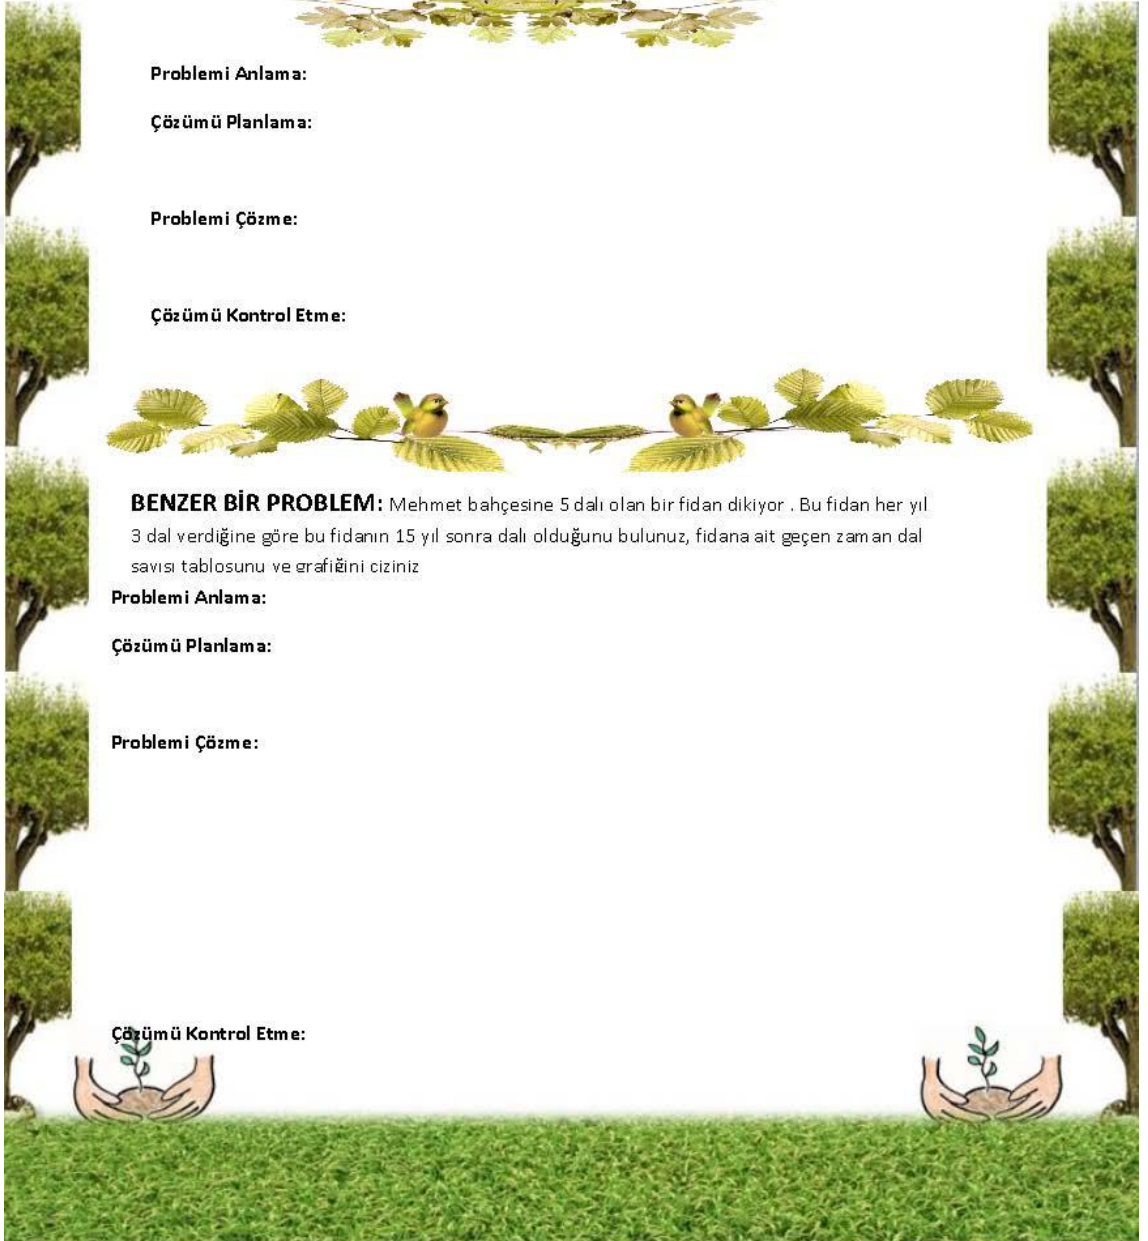 Problemi Anlama:
Çözümü Planlama:
Problemi Çözme:
Çözümü Kontrol Etme:
BENZER BİR PROBLEM: Mehmet bahçesine 5 dalı olan bir fidan dikiyor . Bu fidan her yıl
3 dal verdiğine göre bu fidanın 15 yıl sonra dalı olduğunu bulunuz, fidana ait geçen zaman dal
sayısı tablosunu ve grafiğini çiziniz
Problemi Anlama:
Çözümü Planlama:
Problemi Çözme:
Çözümü Kontrol Etme: